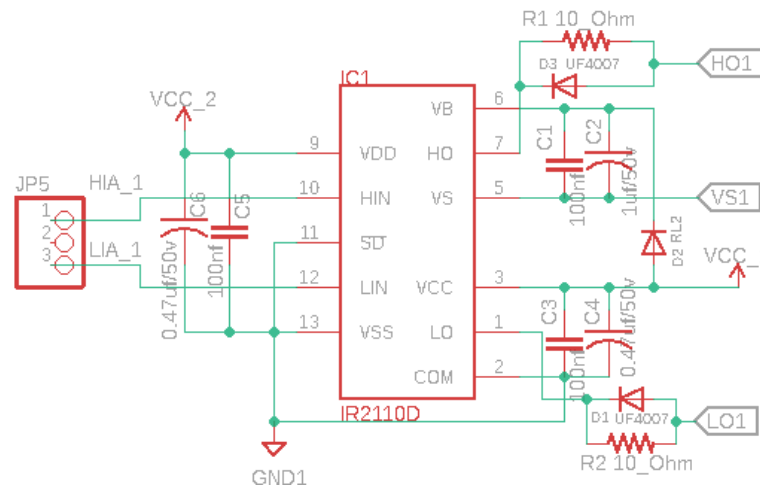 R1 10_Ohm
D3 UF4007
HO1
IC1
VCC_2
6
VB
7
HO
C1
100nf
C2
1uf/50v
9
VDD
JP5
HIA_1
1
2
3
LIA_1
10
HIN
5
VS
VS1
C6
0.47uf/50v
C5
100nf
11
SD
D2 RL2
VCC_
12
LIN
VCC
3
C3
100nf
C4
0.47uf/50v
13
VSS
LO
1
COM
2
IR2110D
D1 UF4007
LO1
R2 10_Ohm
GND1